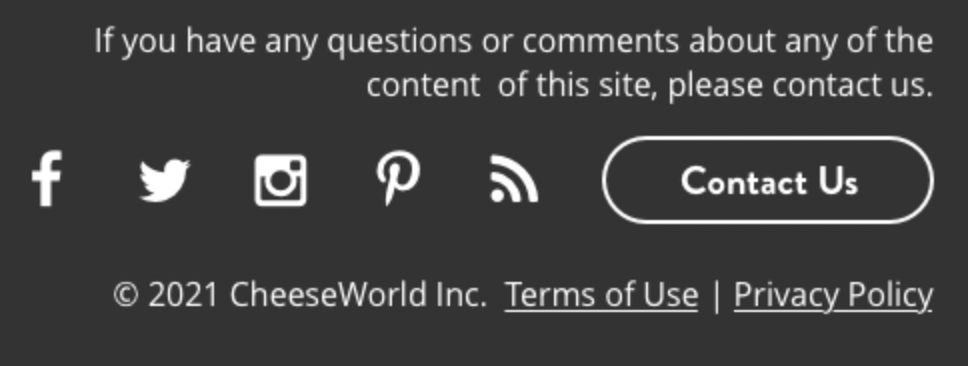 If you have any questions or comments about any of the
content  of this site, please contact us.
Contact Us
© 2021 CheeseWorld Inc.  Terms of Use | Privacy Policy